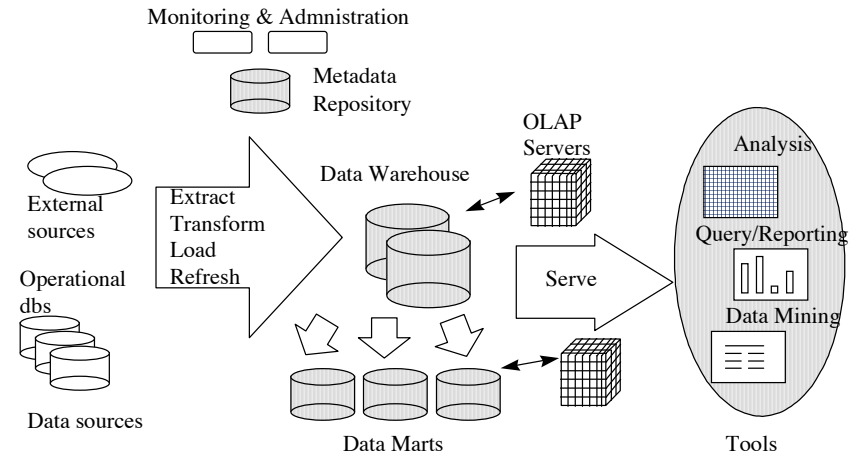 Monitoring & Admnistration
Metadata
Repository
OLAP
Servers
External
sources
Extract
Transform
Load
Refresh
Data Warehouse
Serve
Analysis
Query/Reporting
Data Mining
Operational
dbs
Data sources
Data Marts
Tools